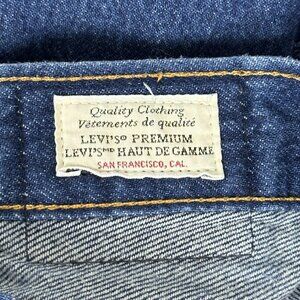 Quality Clothing
Vêtements de qualité
LEVI'S® PREMIUM
LEVI'Sᴹᴰ HAUT DE GAMME
SAN FRANCISCO, CAL.